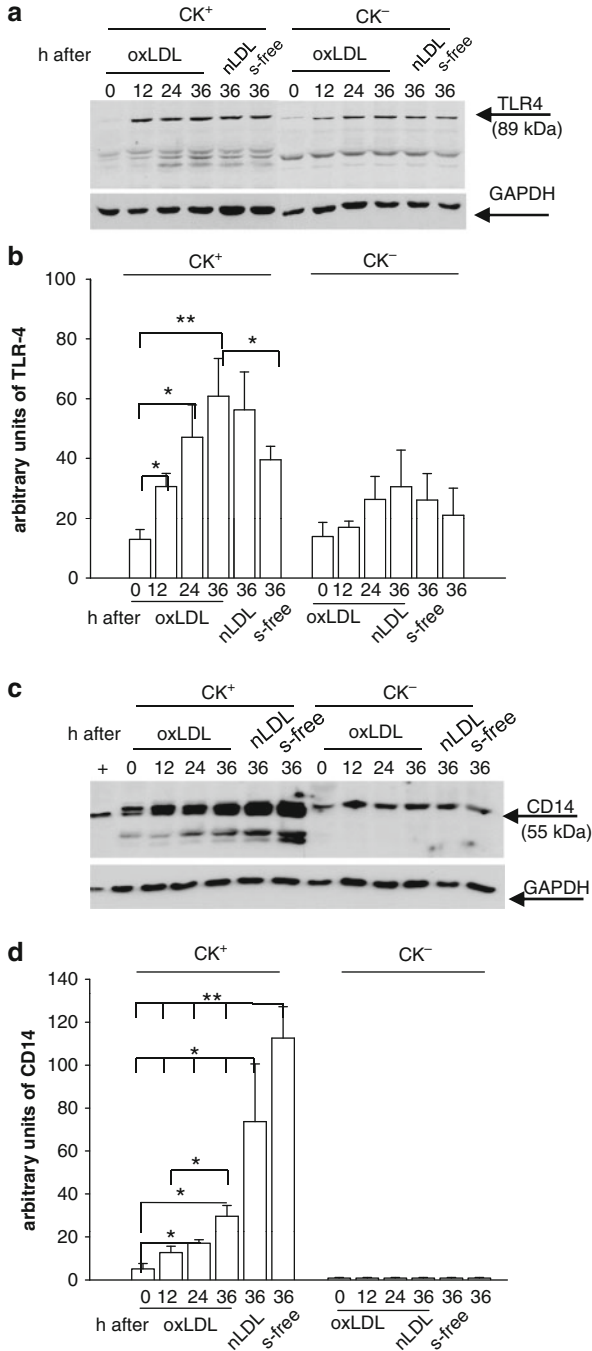 a
CK⁺ CK⁻
h after oxLDL nLDL s-free oxLDL nLDL s-free
0 12 24 36 36 36 0 12 24 36 36 36
TLR4
(89 kDa)
GAPDH
b
CK⁺ CK⁻
arbitrary units of TLR-4
100
80
60
40
20
0
** *
*
*
0 12 24 36 36 36 0 12 24 36 36 36
h after oxLDL nLDL s-free oxLDL nLDL s-free
c
CK⁺ CK⁻
h after oxLDL nLDL s-free oxLDL nLDL s-free
+ 0 12 24 36 36 36 0 12 24 36 36 36
CD14
(55 kDa)
GAPDH
d
CK⁺ CK⁻
arbitrary units of CD14
140
120
100
80
60
40
20
0
**
*
*
*
*
0 12 24 36 36 36 0 12 24 36 36 36
h after oxLDL nLDL s-free oxLDL nLDL s-free